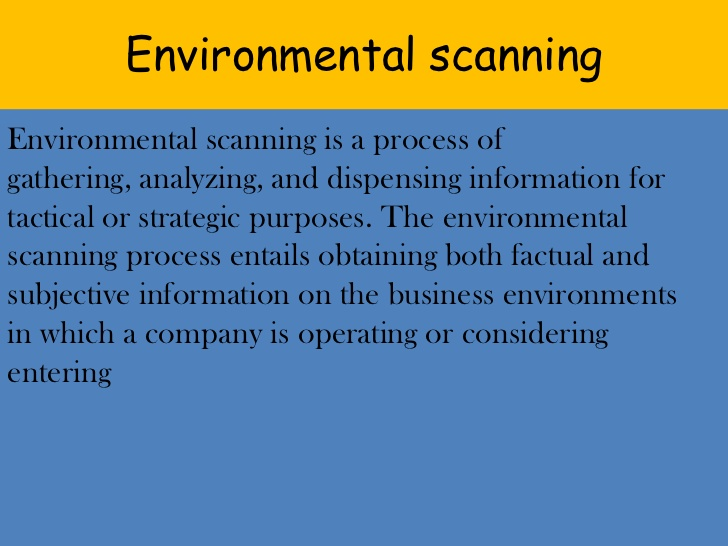 Environmental scanning
Environmental scanning is a process of
gathering, analyzing, and dispensing information for
tactical or strategic purposes. The environmental
scanning process entails obtaining both factual and
subjective information on the business environments
in which a company is operating or considering
entering